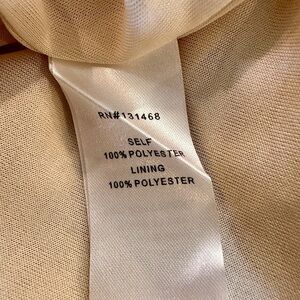 RN#131468
SELF
100% POLYESTER
LINING
100% POLYESTER